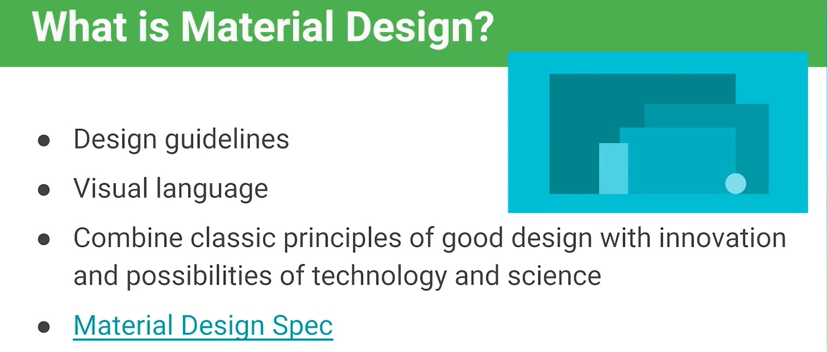 What is Material Design?
● Design guidelines
● Visual language
● Combine classic principles of good design with innovation
and possibilities of technology and science
● Material Design Spec